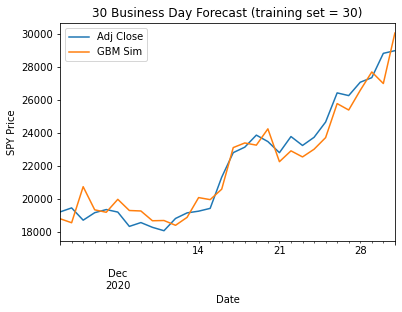 30 Business Day Forecast (training set = 30)
Adj Close
GBM Sim
30000
28000
26000
24000
22000
20000
18000
SPY Price
14
21
28
Dec
2020
Date